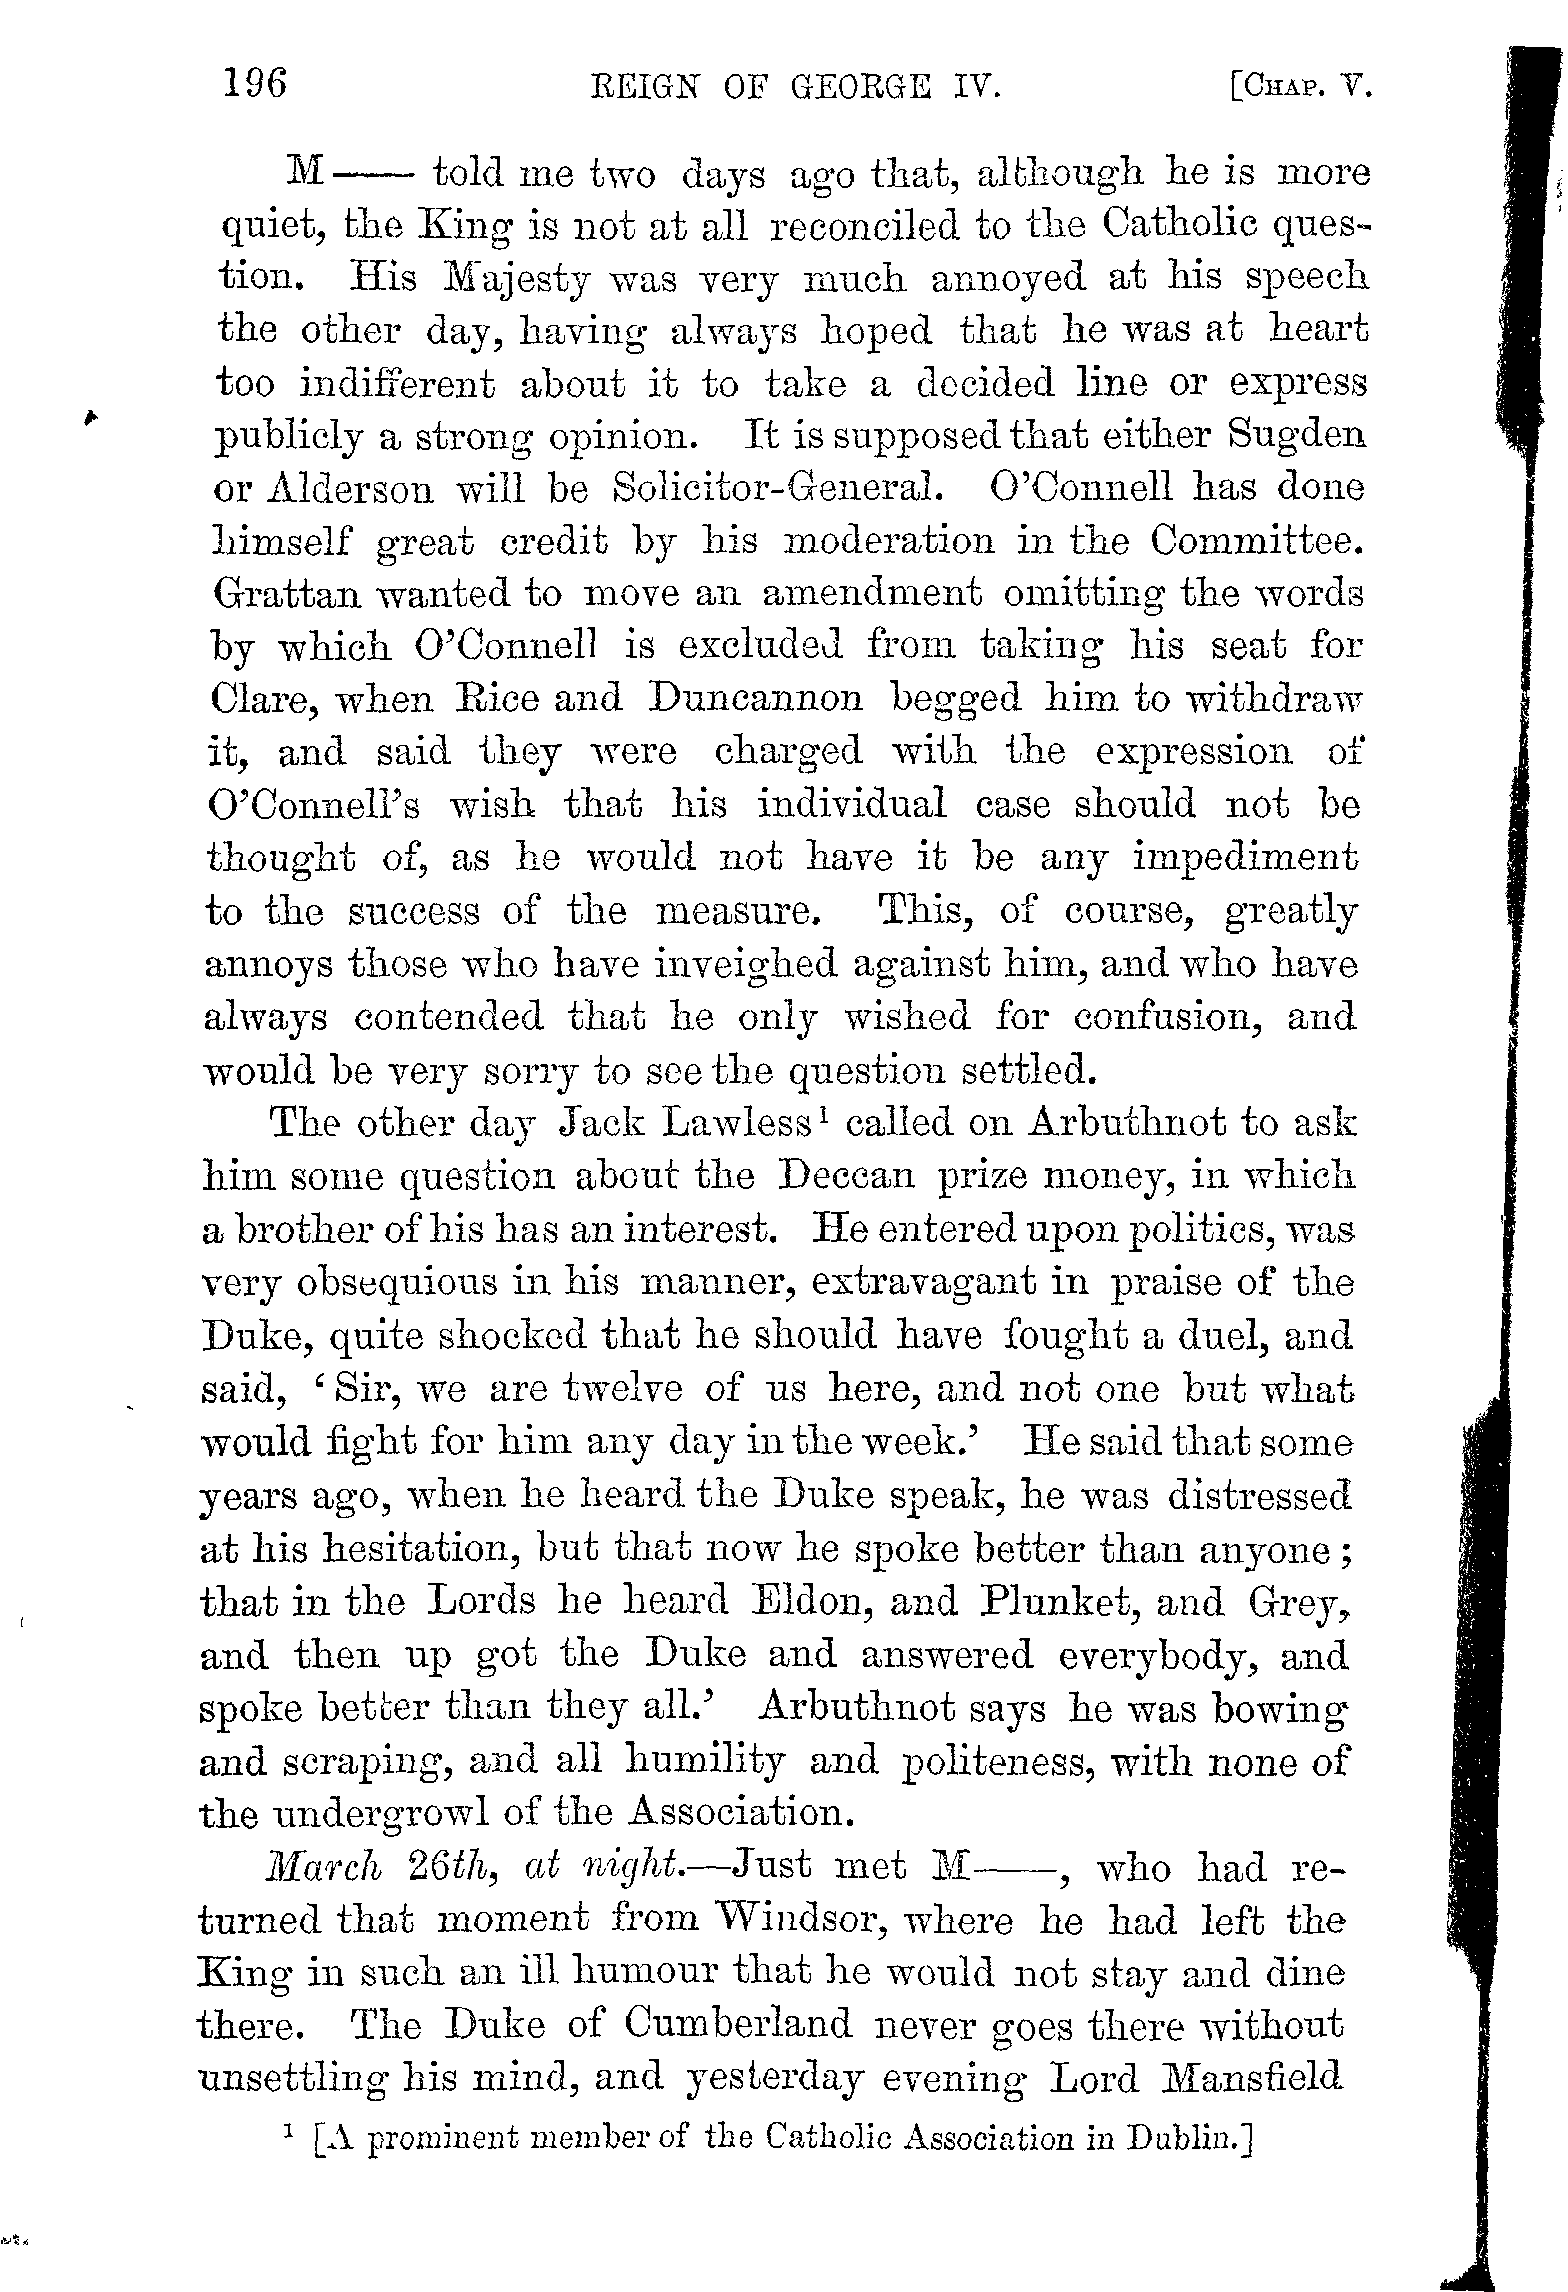 196 REIGN OF GEORGE IV. [CHAP. V.
M—— told me two days ago that, although he is more
quiet, the King is not at all reconciled to the Catholic ques-
tion. His Majesty was very much annoyed at his speech
the other day, having always hoped that he was at heart
too indifferent about it to take a decided line or express
publicly a strong opinion. It is supposed that either Sugden
or Alderson will be Solicitor-General. O'Connell has done
himself great credit by his moderation in the Committee.
Grattan wanted to move an amendment omitting the words
by which O'Connell is excluded from taking his seat for
Clare, when Rice and Duncannon begged him to withdraw
it, and said they were charged with the expression of
O'Connell's wish that his individual case should not be
thought of, as he would not have it be any impediment
to the success of the measure. This, of course, greatly
annoys those who have inveighed against him, and who have
always contended that he only wished for confusion, and
would be very sorry to see the question settled.
The other day Jack Lawless¹ called on Arbuthnot to ask
him some question about the Deccan prize money, in which
a brother of his has an interest. He entered upon politics, was
very obsequious in his manner, extravagant in praise of the
Duke, quite shocked that he should have fought a duel, and
said, ‘Sir, we are twelve of us here, and not one but what
would fight for him any day in the week.’ He said that some
years ago, when he heard the Duke speak, he was distressed
at his hesitation, but that now he spoke better than anyone;
that in the Lords he heard Eldon, and Plunket, and Grey,
and then up got the Duke and answered everybody, and
spoke better than they all.’ Arbuthnot says he was bowing
and scraping, and all humility and politeness, with none of
the undergrowl of the Association.
March 26th, at night.—Just met M——, who had re-
turned that moment from Windsor, where he had left the
King in such an ill humour that he would not stay and dine
there. The Duke of Cumberland never goes there without
unsettling his mind, and yesterday evening Lord Mansfield
¹ [A prominent member of the Catholic Association in Dublin.]